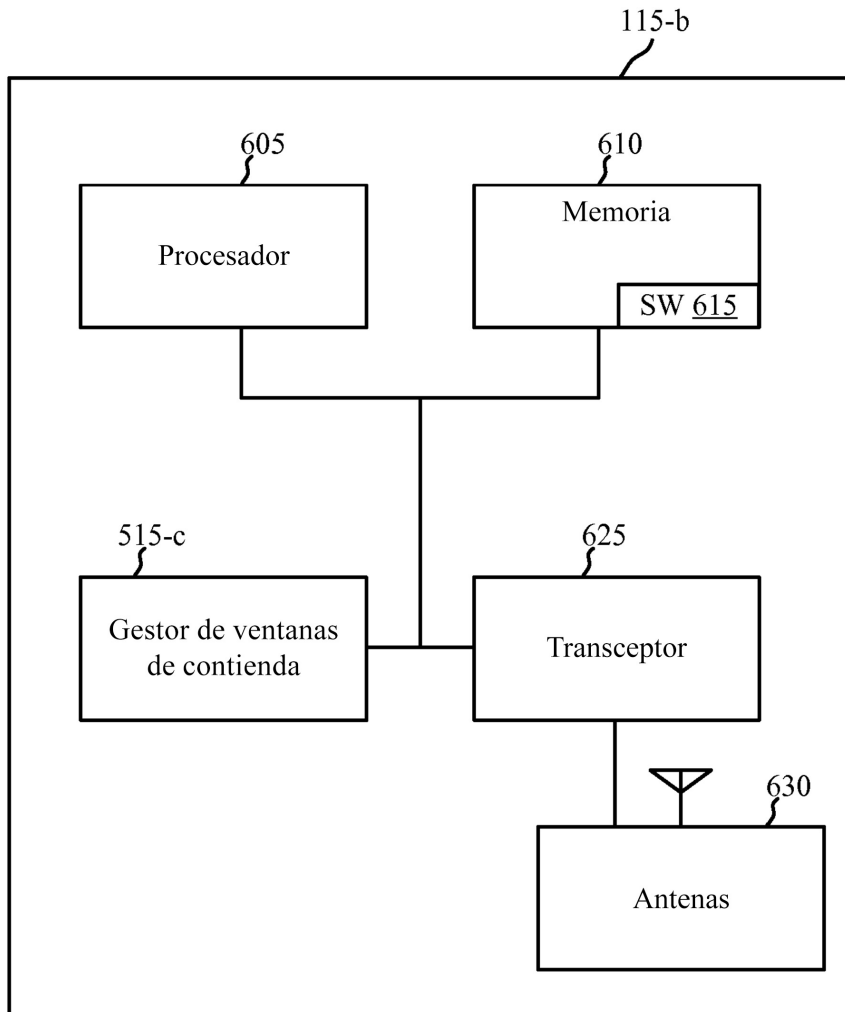 115-b
605
610
Procesador
Memoria
SW 615
515-c
625
Gestor de ventanas
de contienda
Transceptor
630
Antenas